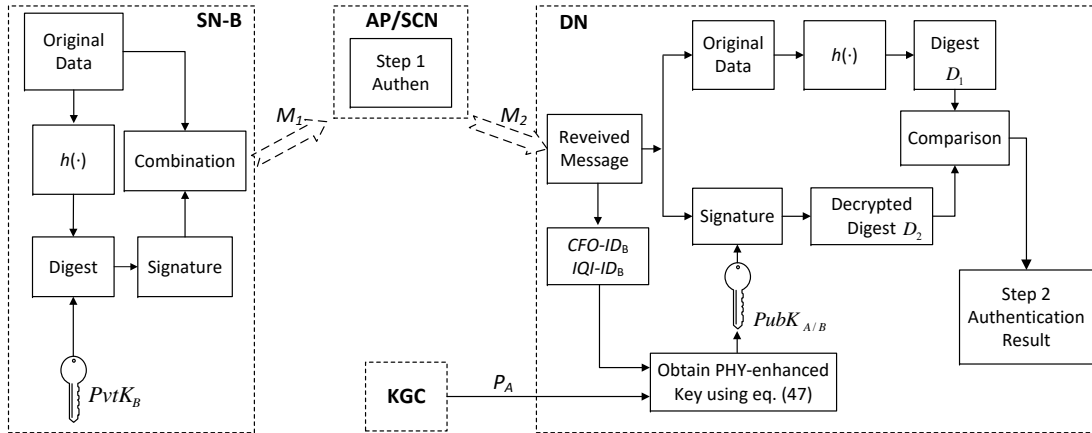 SN-B
Original
Data
h(·)
Combination
Digest
Signature
PvtK_B
M_1
AP/SCN
Step 1
Authen
M_2
DN
Reveived
Message
CFO-ID_B
IQI-ID_B
Original
Data
h(·)
Digest
D_1
Comparison
Signature
Decrypted
Digest D_2
PubK_{A/B}
Step 2
Authentication
Result
KGC
P_A
Obtain PHY-enhanced
Key using eq. (47)